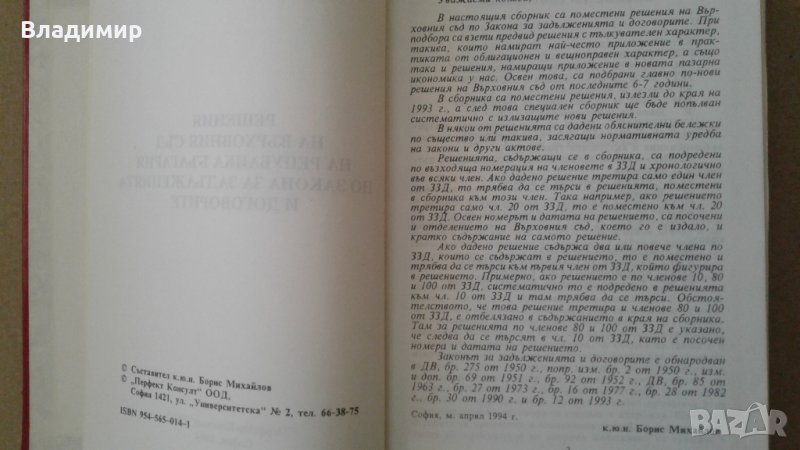 Владимир
© Съставител к.ю.н. Борис Михайлов
© „Перфект Консулт" ООД,
София 1421, ул. „Университетска" № 2, тел. 66-38-75
ISBN 954-565-014-1
Уважаеми колеги,
В настоящия сборник са поместени решения на Вър-
ховния съд по Закона за задълженията и договорите. При
подбора са взети предвид решения с тълкувателен характер,
такива, които намират най-често приложение в прак-
тиката от облигационен и вещноправен характер, а също
така и решения, намиращи приложение в новата пазарна
икономика у нас. Освен това, са подбрани главно по-нови
решения на Върховния съд от последните 6-7 години.
В сборника са поместени решения, излезли до края на
1993 г., а след това специален сборник ще бъде попълван
систематично с излизащите нови решения.
В някои от решенията са дадени обяснителни бележки
по същество или такива, засягащи нормативната уредба
на закони и други актове.
Решенията, съдържащи се в сборника, са подредени
по възходяща номерация на членовете в ЗЗД и хронологично
във всеки член. Ако дадено решение третира само един член
от ЗЗД, то трябва да се търси в решенията, поместени
в сборника към този член. Така например, ако решението
третира само чл. 20 от ЗЗД, то е поместено към чл. 20
от ЗЗД. Освен номерът и датата на решението, са посочени
и отделението на Върховния съд, което го е издало, и
кратко съдържание на самото решение.
Ако дадено решение съдържа два или повече члена по
ЗЗД, които се съдържат в решението, то е поместено и
трябва да се търси към първия член от ЗЗД, който фигурира
в решението. Примерно, ако решението е по членове 10, 80
и 100 от ЗЗД, систематично то е подредено в решенията
към чл. 10 от ЗЗД и там трябва да се търси. Обстоя-
телството, че това решение третира и членове 80 и
100 от ЗЗД, е отбелязано в съдържанието в края на сборника.
Там за решенията по членове 80 и 100 от ЗЗД е указано,
че следва да се търсят в чл. 10 от ЗЗД, като е посочен
номера и датата на решението.
Законът за задълженията и договорите е обнародван
в ДВ, бр. 275 от 1950 г., попр. изм. бр. 2 от 1950 г., изм.
и доп. бр. 69 от 1951 г., бр. 92 от 1952 г., ДВ, бр. 85 от
1963 г., бр. 27 от 1973 г., бр. 16 от 1977 г., бр. 28 от 1982
г., бр. 30 от 1990 г. и бр. 12 от 1993 г.
София, м. април 1994 г.
к.ю.н. Борис Михайлов
BAZAR